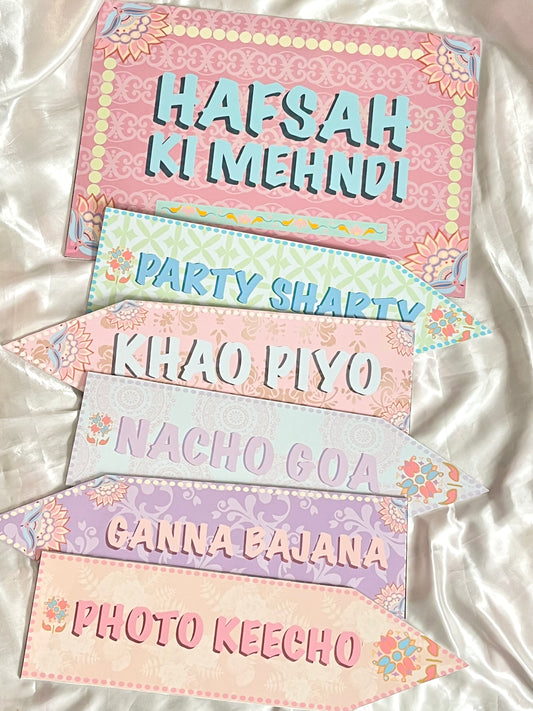 HAFSAH
KI MEHNDI
PARTY SHARTY
KHAO PIYO
NACHO GOA
GANNA BAJANA
PHOTO KEECHO